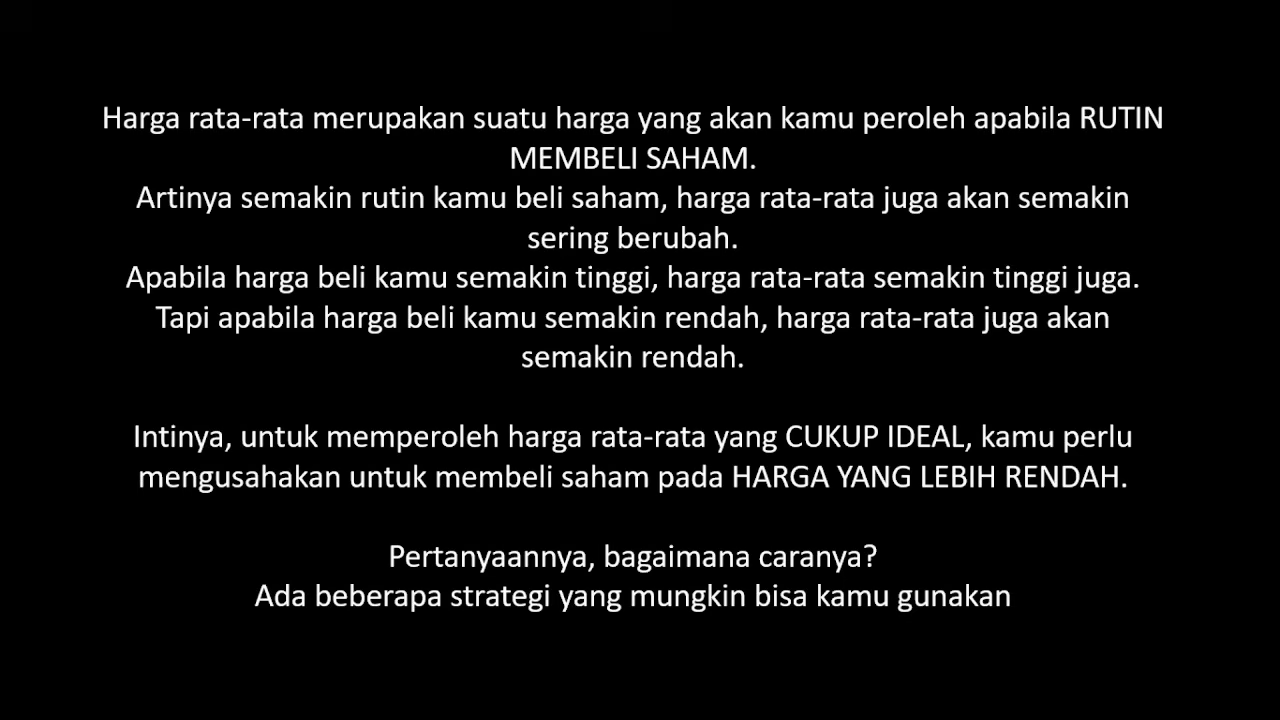 Harga rata-rata merupakan suatu harga yang akan kamu peroleh apabila RUTIN
MEMBELI SAHAM.
Artinya semakin rutin kamu beli saham, harga rata-rata juga akan semakin
sering berubah.
Apabila harga beli kamu semakin tinggi, harga rata-rata semakin tinggi juga.
Tapi apabila harga beli kamu semakin rendah, harga rata-rata juga akan
semakin rendah.
Intinya, untuk memperoleh harga rata-rata yang CUKUP IDEAL, kamu perlu
mengusahakan untuk membeli saham pada HARGA YANG LEBIH RENDAH.
Pertanyaannya, bagaimana caranya?
Ada beberapa strategi yang mungkin bisa kamu gunakan